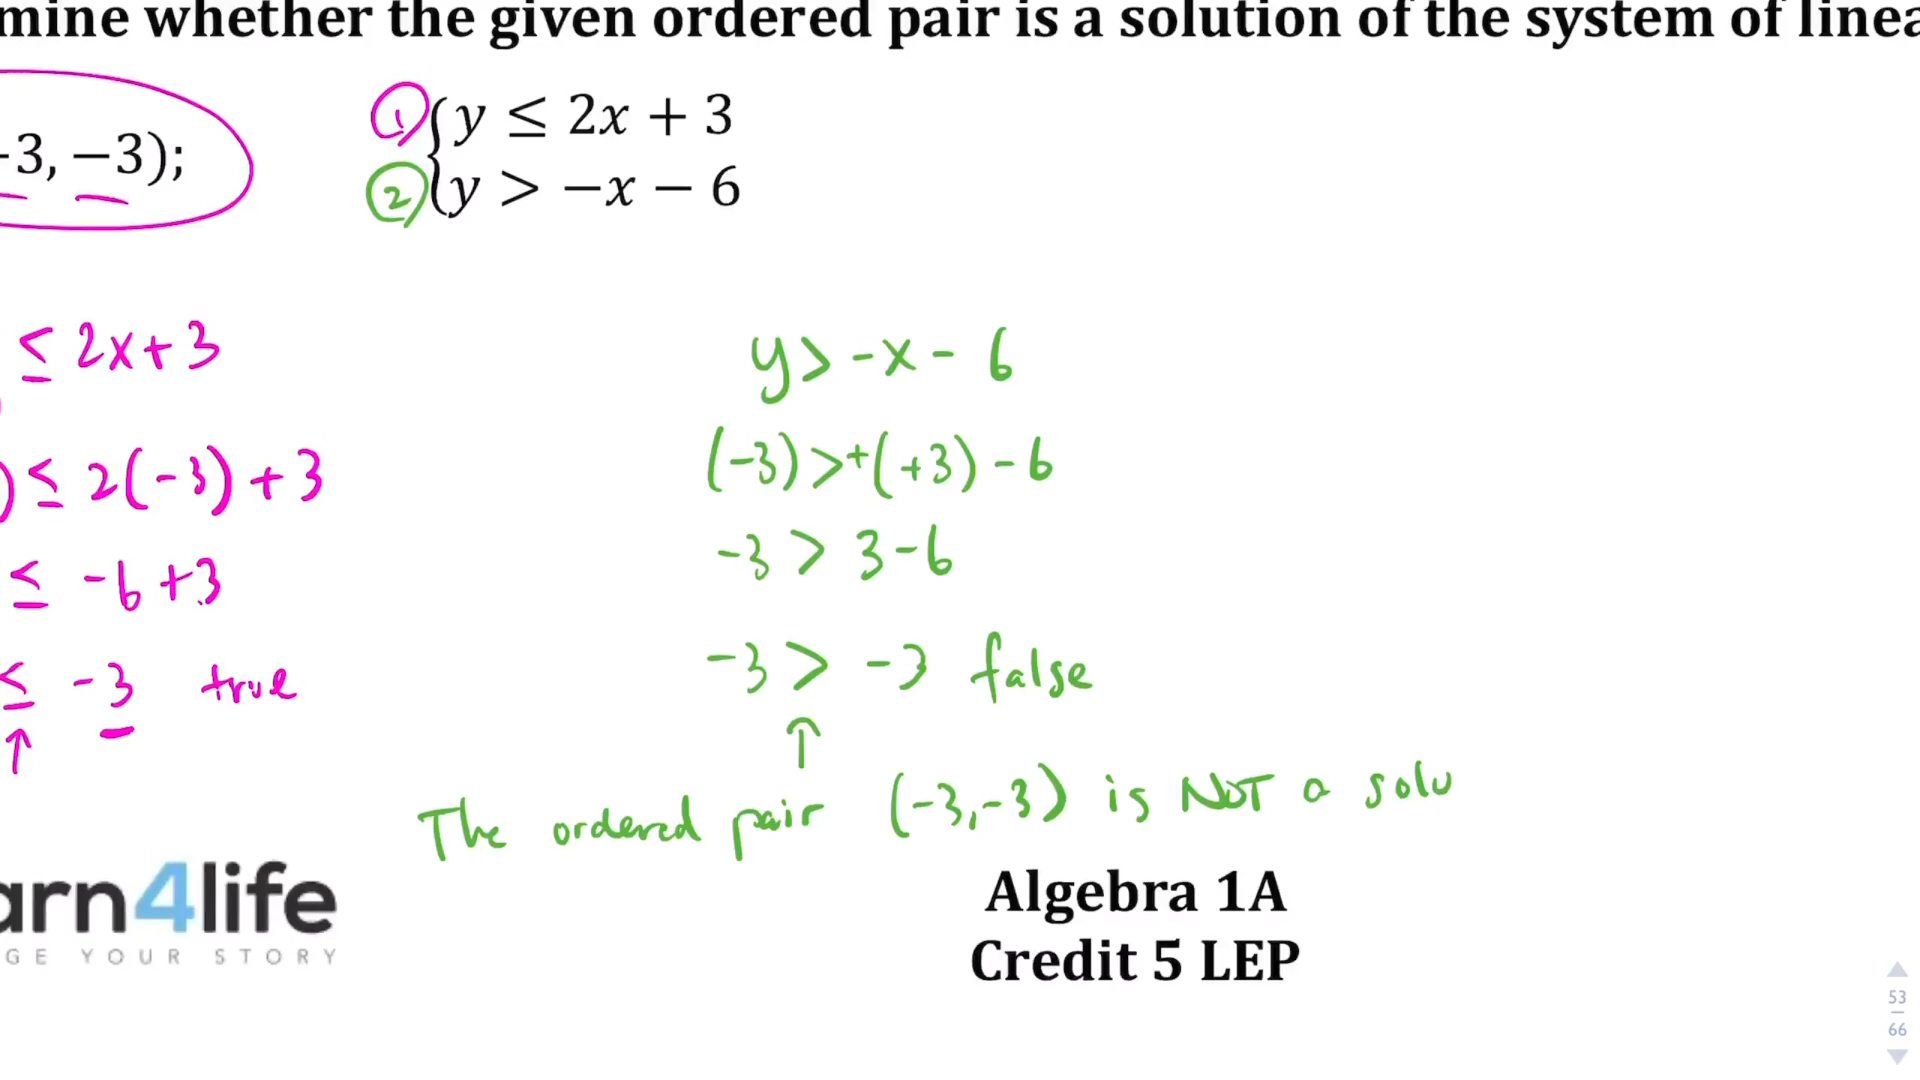 mine whether the given ordered pair is a solution of the system of linea
-3, −3);
1 y ≤ 2x + 3
2 y > −x − 6
≤ 2x+3
) ≤ 2(-3) + 3
≤ -6 +3
≤ -3 true
y > -x - 6
(-3) > +(+3) - 6
-3 > 3-6
-3 > -3 false
The ordered pair (-3,-3) is NOT a solu
arn4life
GE YOUR STORY
Algebra 1A
Credit 5 LEP
53
66